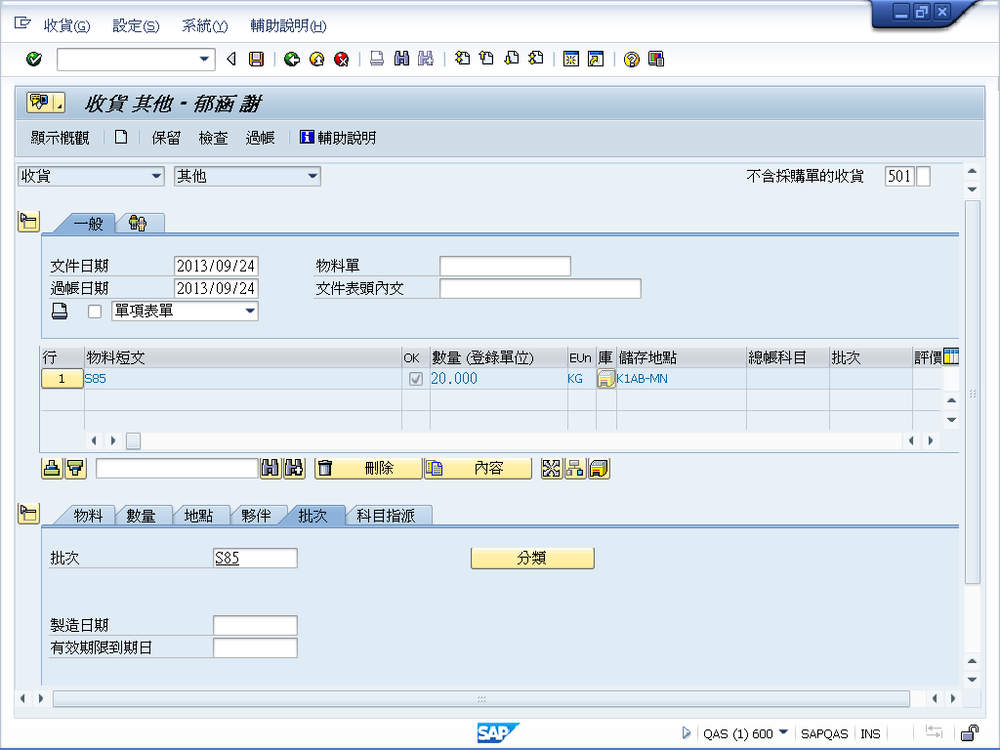 收貨(G) 設定(S) 系統(Y) 輔助說明(H)
收貨 其他 - 郁涵 謝
顯示概觀 保留 檢查 過帳 輔助說明
收貨 其他 不含採購單的收貨 501
一般
文件日期 2013/09/24 物料單
過帳日期 2013/09/24 文件表頭內文
單項表單
行 物料短文 OK 數量 (登錄單位) EUn 庫 儲存地點 總帳科目 批次 評價
1 S85 20.000 KG K1AB-MN
刪除 內容
物料 數量 地點 夥伴 批次 科目指派
批次 S85 分類
製造日期
有效期限到期日
SAP QAS (1) 600 SAPQAS INS